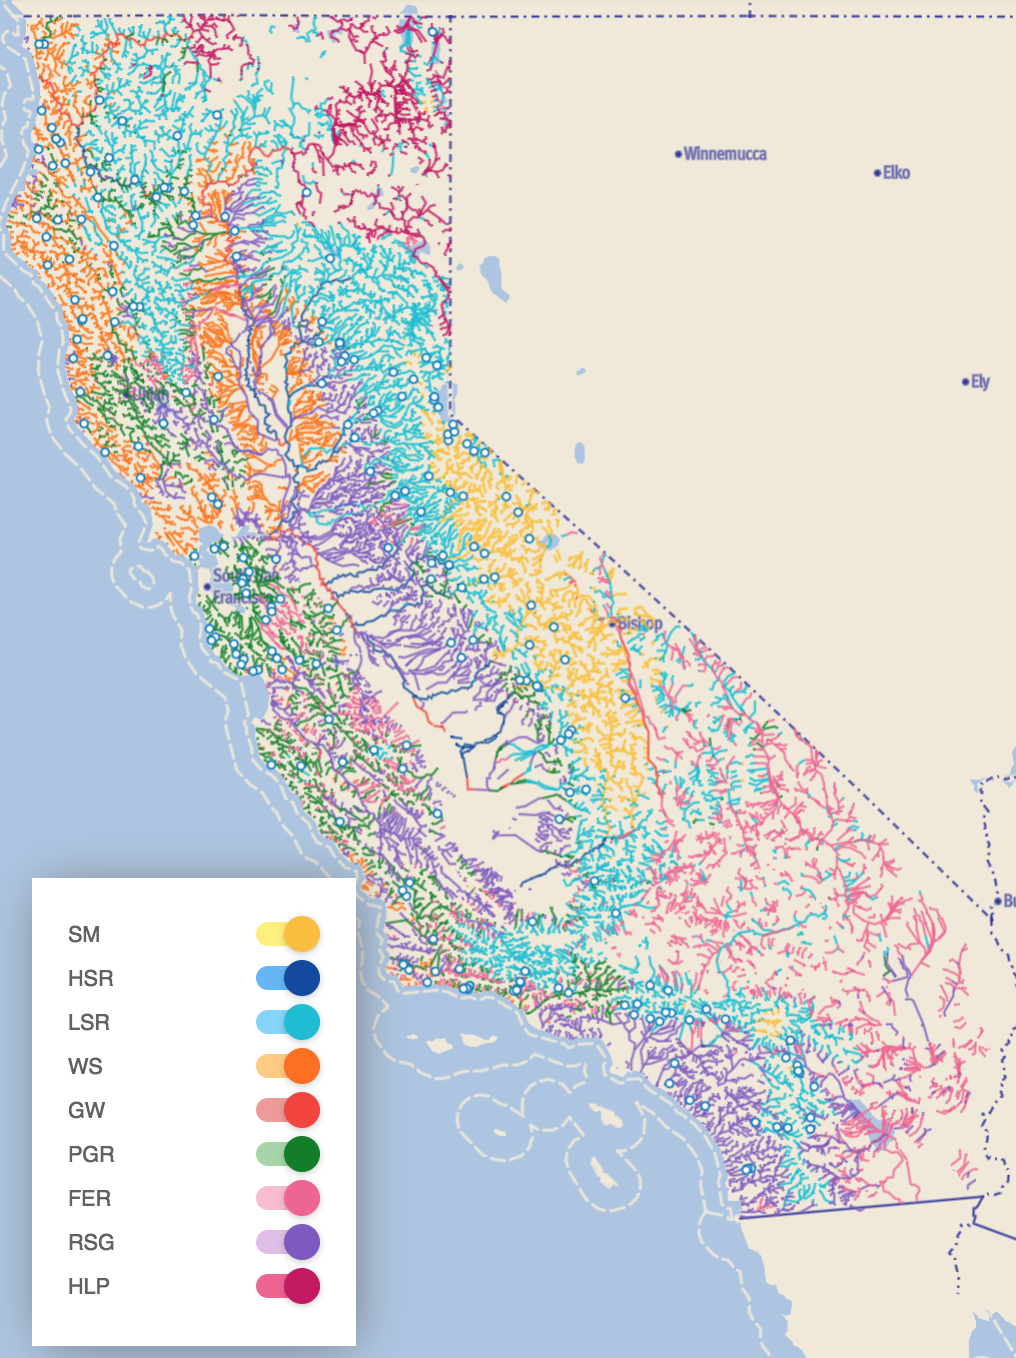 Winnemucca
Elko
Ely
South San
Francisco
Bishop
Bu
SM
HSR
LSR
WS
GW
PGR
FER
RSG
HLP